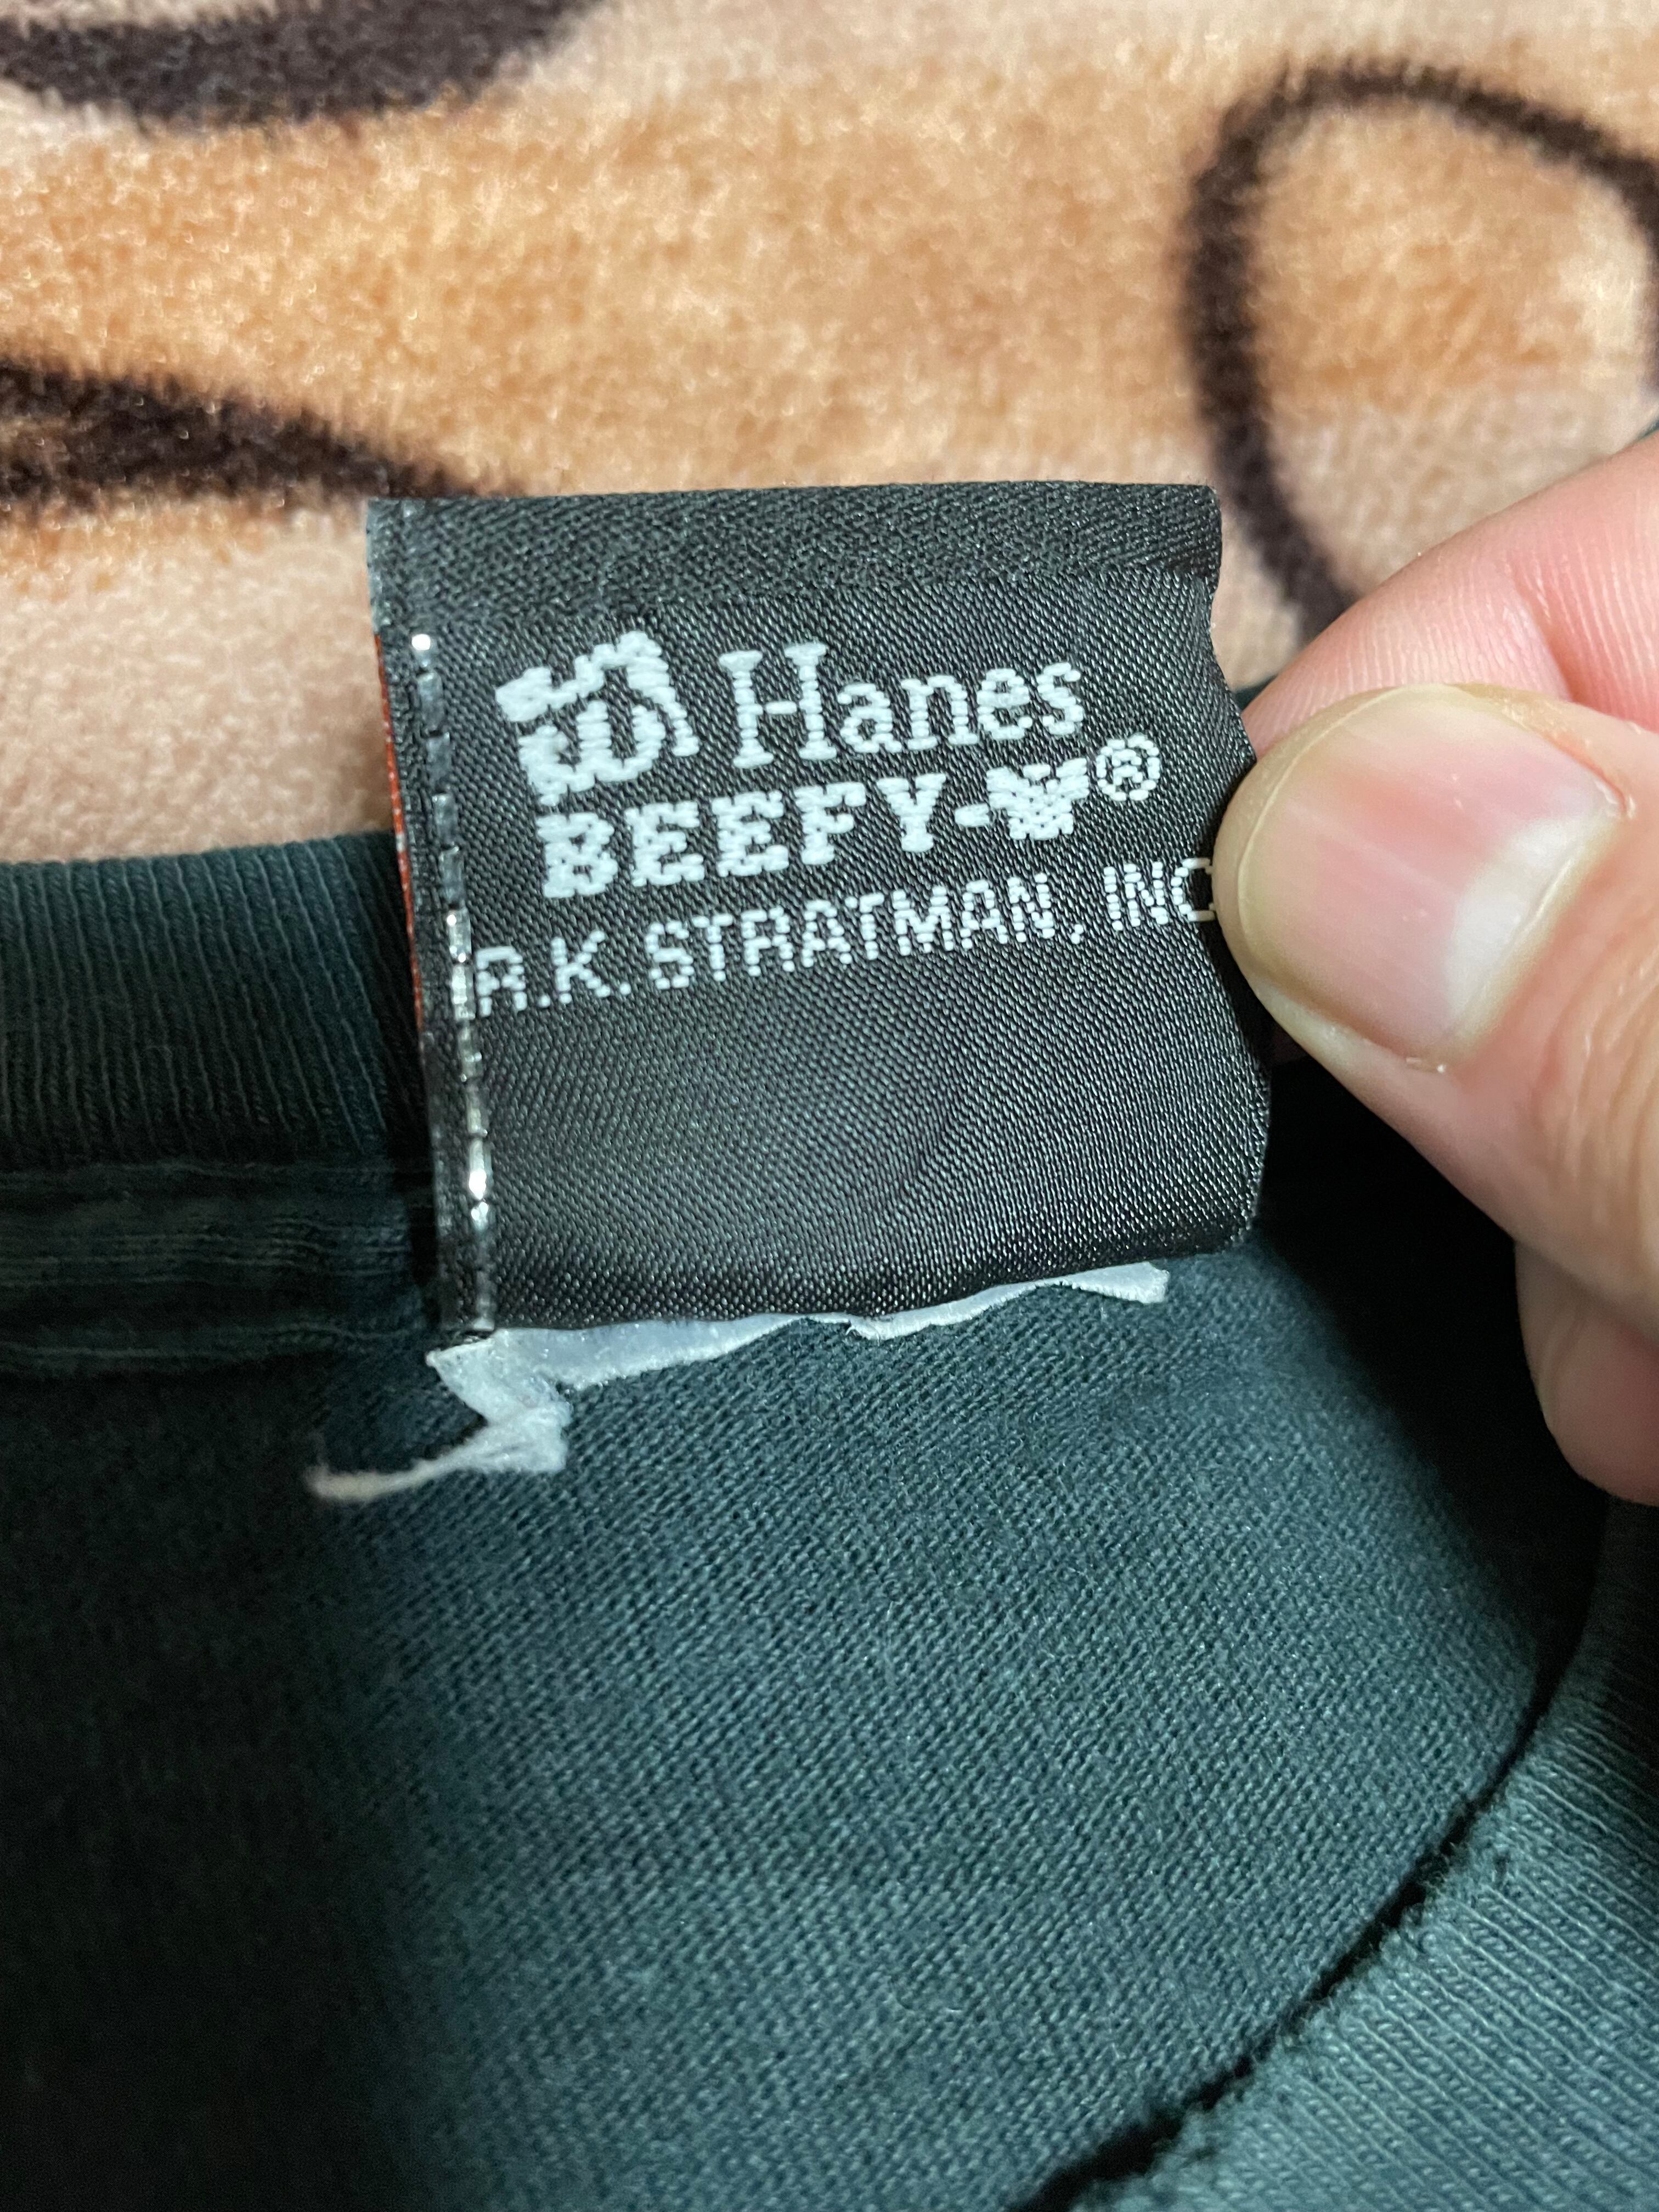 Hanes
BEEFY-T®
R.K. STRATMAN, INC